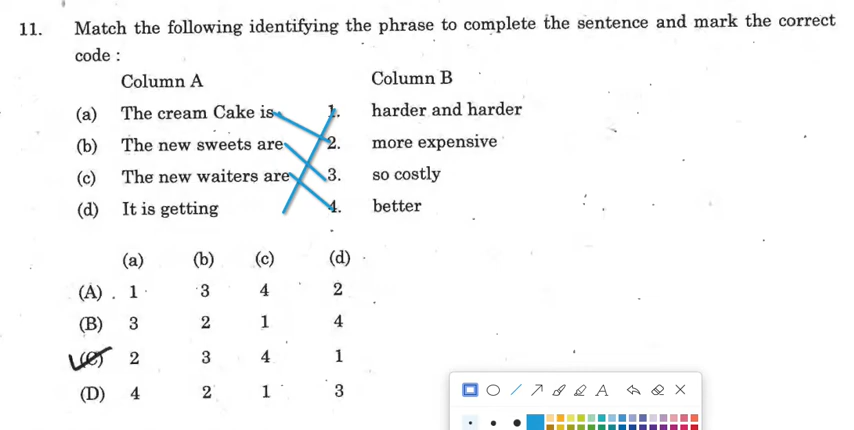 11. Match the following identifying the phrase to complete the sentence and mark the correct
code :
Column A Column B
(a) The cream Cake is 1. harder and harder
(b) The new sweets are 2. more expensive
(c) The new waiters are 3. so costly
(d) It is getting 4. better
(a) (b) (c) (d)
(A) 1 3 4 2
(B) 3 2 1 4
(C) 2 3 4 1
(D) 4 2 1 3
A